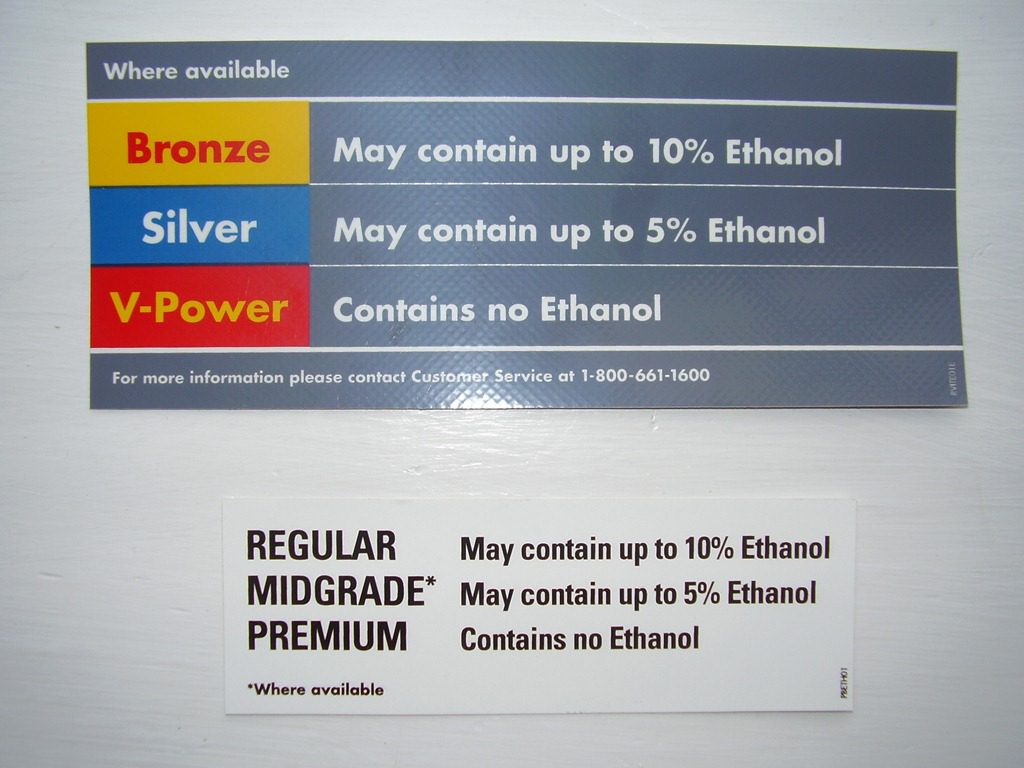 Where available
Bronze May contain up to 10% Ethanol
Silver May contain up to 5% Ethanol
V-Power Contains no Ethanol
For more information please contact Customer Service at 1-800-661-1600
REGULAR May contain up to 10% Ethanol
MIDGRADE* May contain up to 5% Ethanol
PREMIUM Contains no Ethanol
*Where available
PBETH01